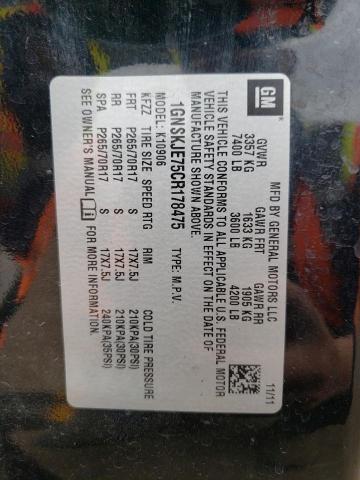 GM
MFD BY GENERAL MOTORS LLC 11/11
GVWR GAWR FRT GAWR RR
3357 KG 1633 KG 1905 KG
7400 LB 3600 LB 4200 LB
THIS VEHICLE CONFORMS TO ALL APPLICABLE U.S. FEDERAL MOTOR
VEHICLE SAFETY STANDARDS IN EFFECT ON THE DATE OF
MANUFACTURE SHOWN ABOVE.
1GNSKJE75CR178475 TYPE: M.P.V.
MODEL: K10906
KFZZ TIRE SIZE SPEED RTG RIM COLD TIRE PRESSURE
FRT P265/70R17 S 17X7.5J 210KPA(30PSI)
RR P265/70R17 S 17X7.5J 210KPA(30PSI)
SPA P265/70R17 S 17X7.5J 240KPA(35PSI)
SEE OWNER'S MANUAL i FOR MORE INFORMATION.